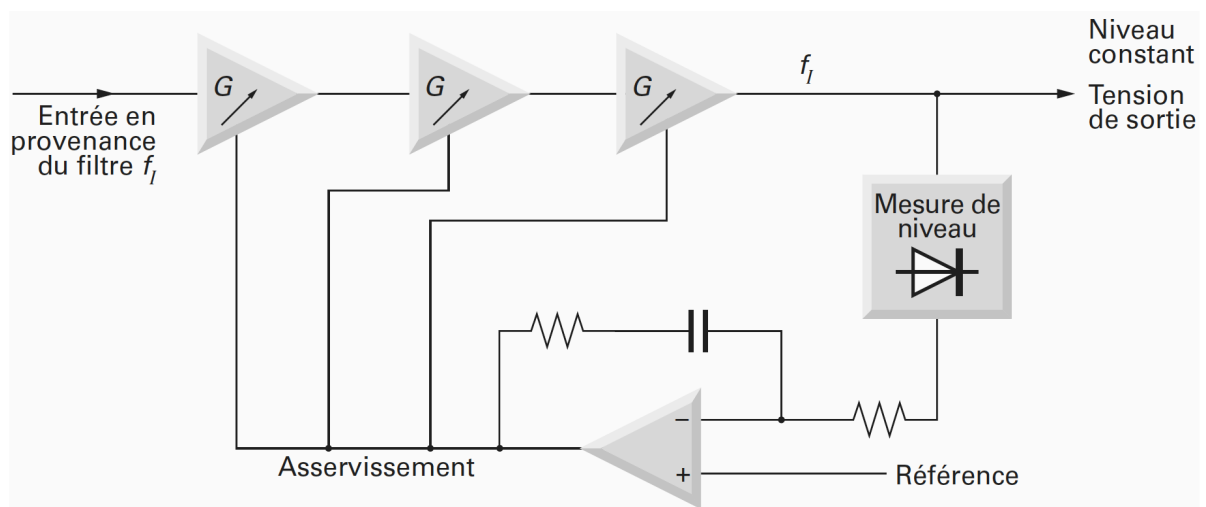 Niveau
constant
G
G
G
f_I
Entrée en
provenance
du filtre f_I
Tension
de sortie
Mesure de
niveau
−
+
Asservissement
Référence